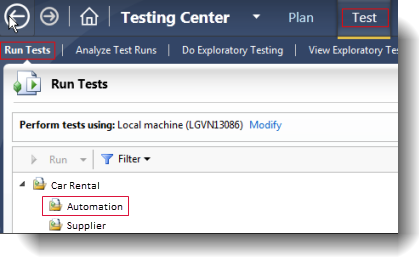 Testing Center Plan Test
Run Tests | Analyze Test Runs | Do Exploratory Testing | View Exploratory Te
Run Tests
Perform tests using: Local machine (LGVN13086) Modify
Run Filter
Car Rental
Automation
Supplier